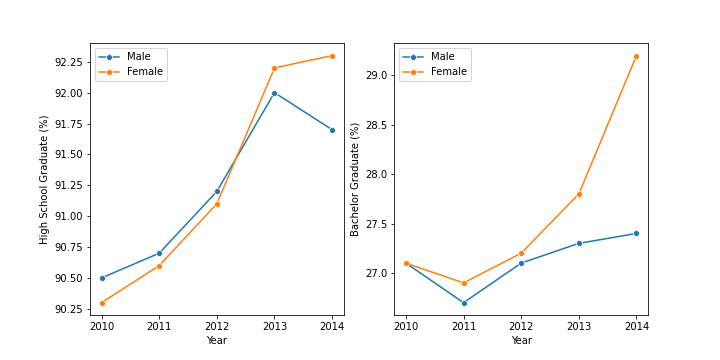 High School Graduate (%)
92.25
92.00
91.75
91.50
91.25
91.00
90.75
90.50
90.25
Male
Female
2010 2011 2012 2013 2014
Year
Bachelor Graduate (%)
29.0
28.5
28.0
27.5
27.0
Male
Female
2010 2011 2012 2013 2014
Year